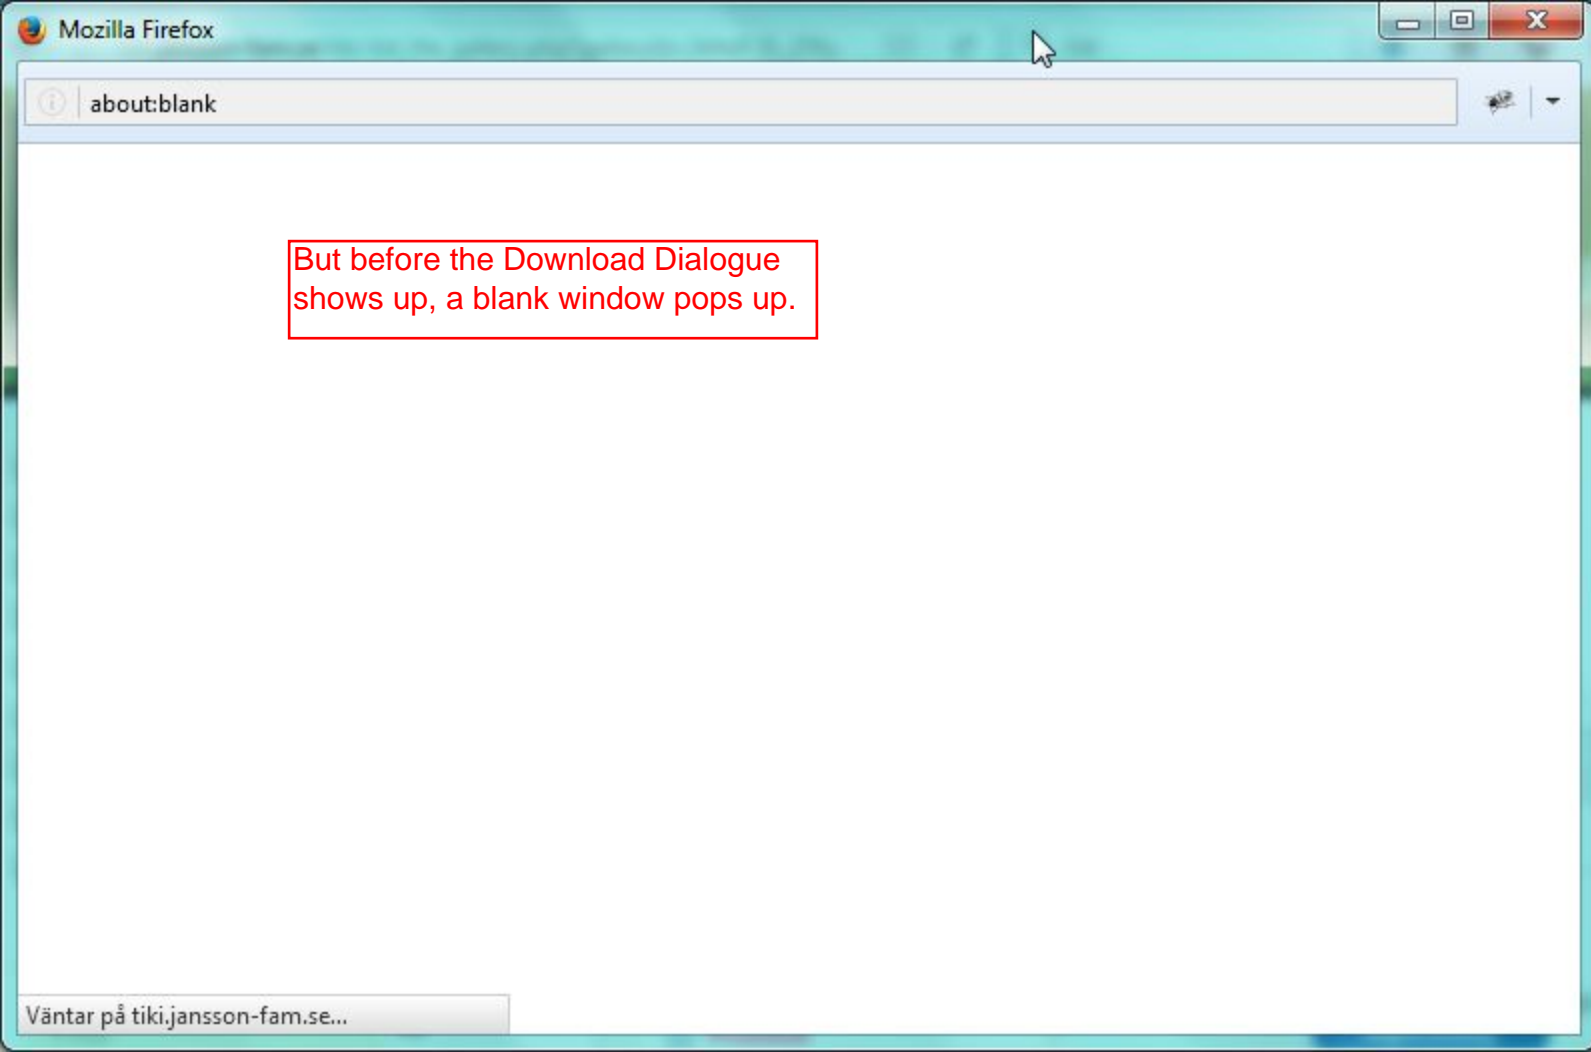 Mozilla Firefox
about:blank
But before the Download Dialogue
shows up, a blank window pops up.
Väntar på tiki.jansson-fam.se...